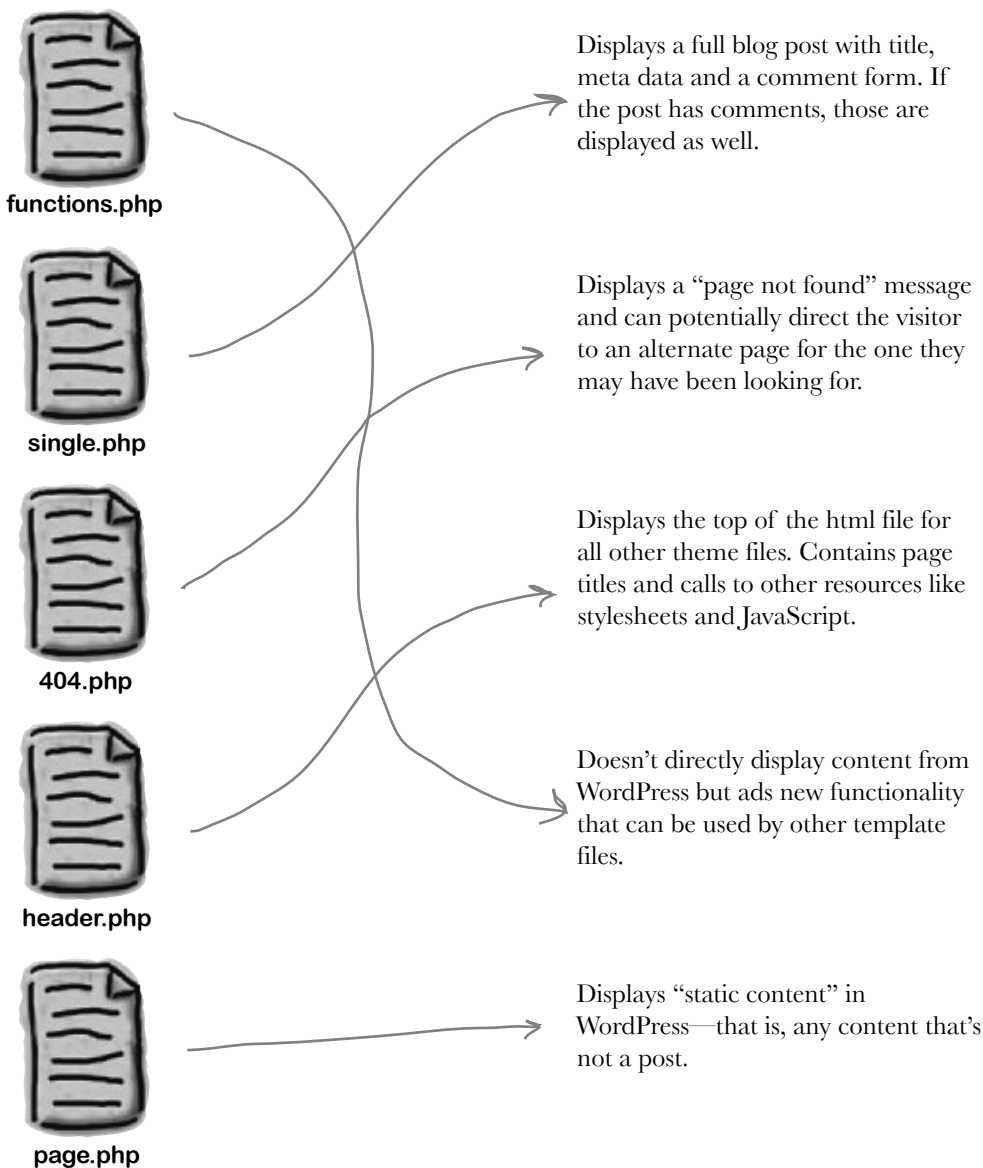 Displays a full blog post with title,
meta data and a comment form. If
the post has comments, those are
displayed as well.
functions.php
Displays a “page not found” message
and can potentially direct the visitor
to an alternate page for the one they
may have been looking for.
single.php
Displays the top of the html file for
all other theme files. Contains page
titles and calls to other resources like
stylesheets and JavaScript.
404.php
Doesn’t directly display content from
WordPress but ads new functionality
that can be used by other template
files.
header.php
Displays “static content” in
WordPress—that is, any content that’s
not a post.
page.php